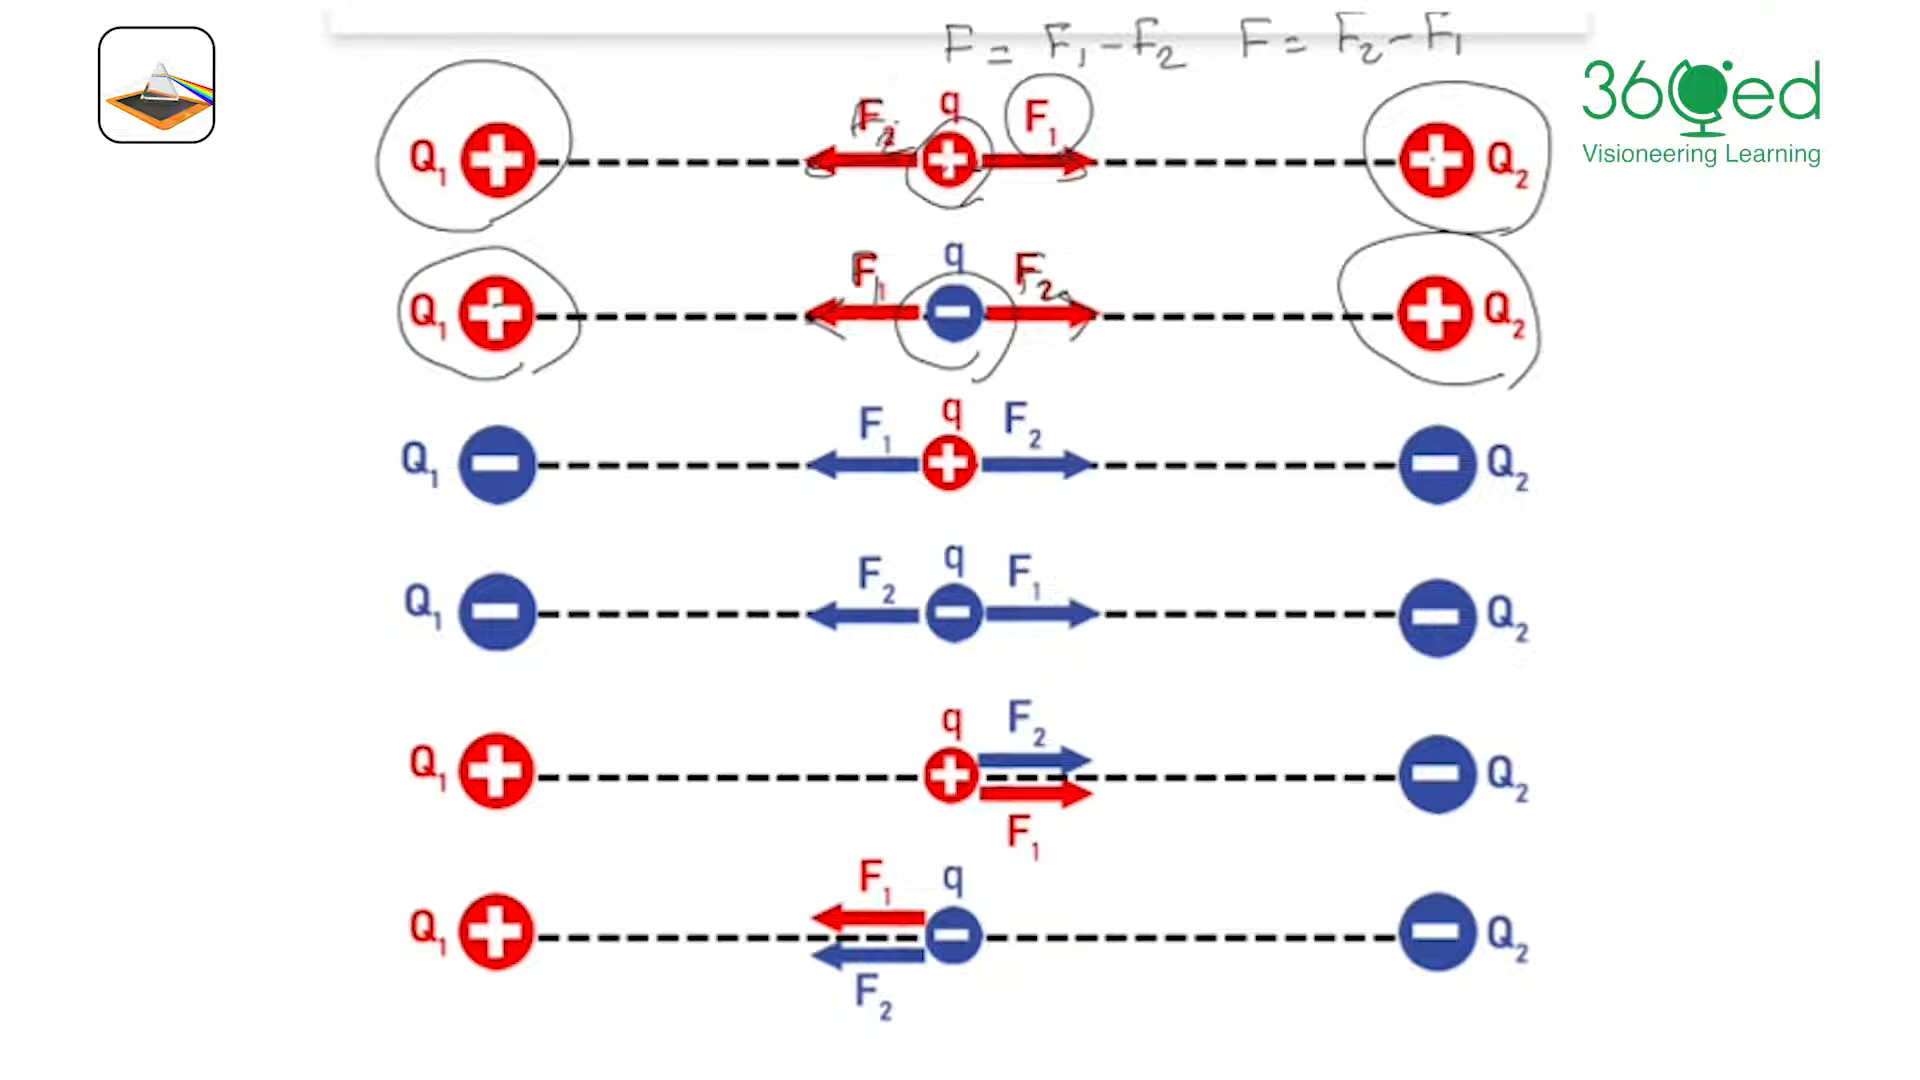 F = F₁ - F₂ F = F₂ - F₁
360ed
Visioneering Learning
Q₁ F₂ q F₁ Q₂
Q₁ F₁ q F₂ Q₂
Q₁ F₁ q F₂ Q₂
Q₁ F₂ q F₁ Q₂
Q₁ q F₂ Q₂
F₁
Q₁ F₁ q Q₂
F₂